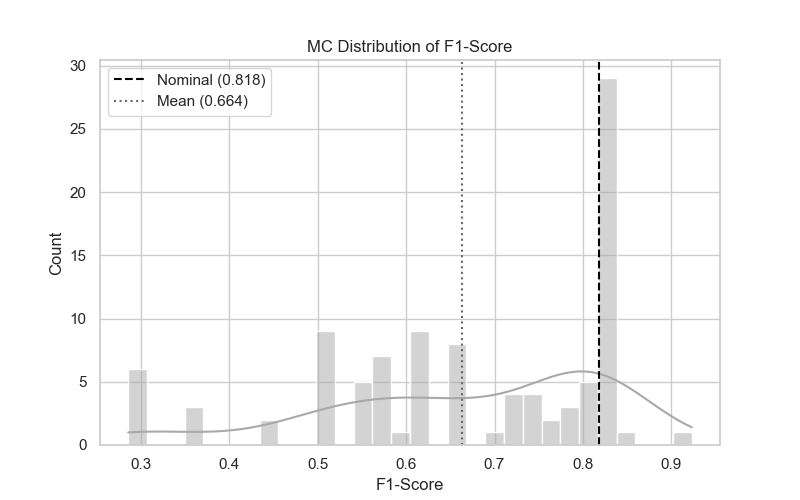 MC Distribution of F1-Score
Nominal (0.818)
Mean (0.664)
30
25
20
15
10
5
0
Count
0.3 0.4 0.5 0.6 0.7 0.8 0.9
F1-Score